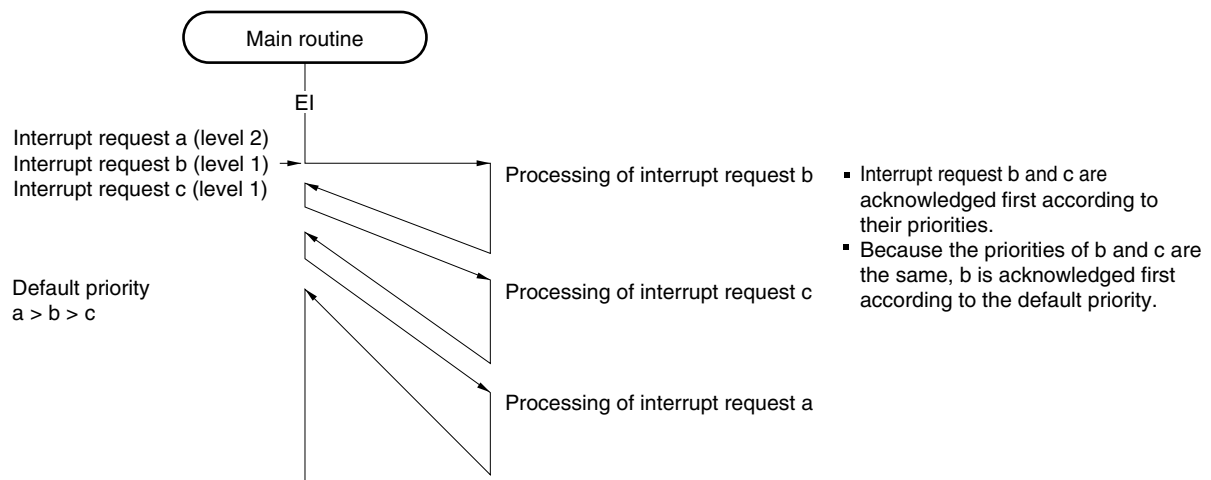 Main routine
EI
Interrupt request a (level 2)
Interrupt request b (level 1)
Interrupt request c (level 1)
Processing of interrupt request b
▪ Interrupt request b and c are
acknowledged first according to
their priorities.
▪ Because the priorities of b and c are
the same, b is acknowledged first
according to the default priority.
Default priority
a > b > c
Processing of interrupt request c
Processing of interrupt request a